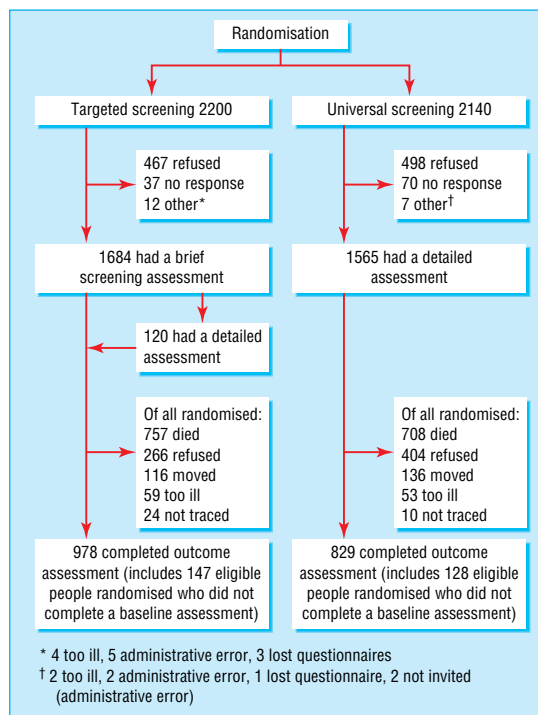 Randomisation
Targeted screening 2200
Universal screening 2140
467 refused
37 no response
12 other*
498 refused
70 no response
7 other†
1684 had a brief
screening assessment
1565 had a detailed
assessment
120 had a detailed
assessment
Of all randomised:
757 died
266 refused
116 moved
59 too ill
24 not traced
Of all randomised:
708 died
404 refused
136 moved
53 too ill
10 not traced
978 completed outcome
assessment (includes 147 eligible
people randomised who did not
complete a baseline assessment)
829 completed outcome
assessment (includes 128 eligible
people randomised who did not
complete a baseline assessment)
* 4 too ill, 5 administrative error, 3 lost questionnaires
† 2 too ill, 2 administrative error, 1 lost questionnaire, 2 not invited
(administrative error)